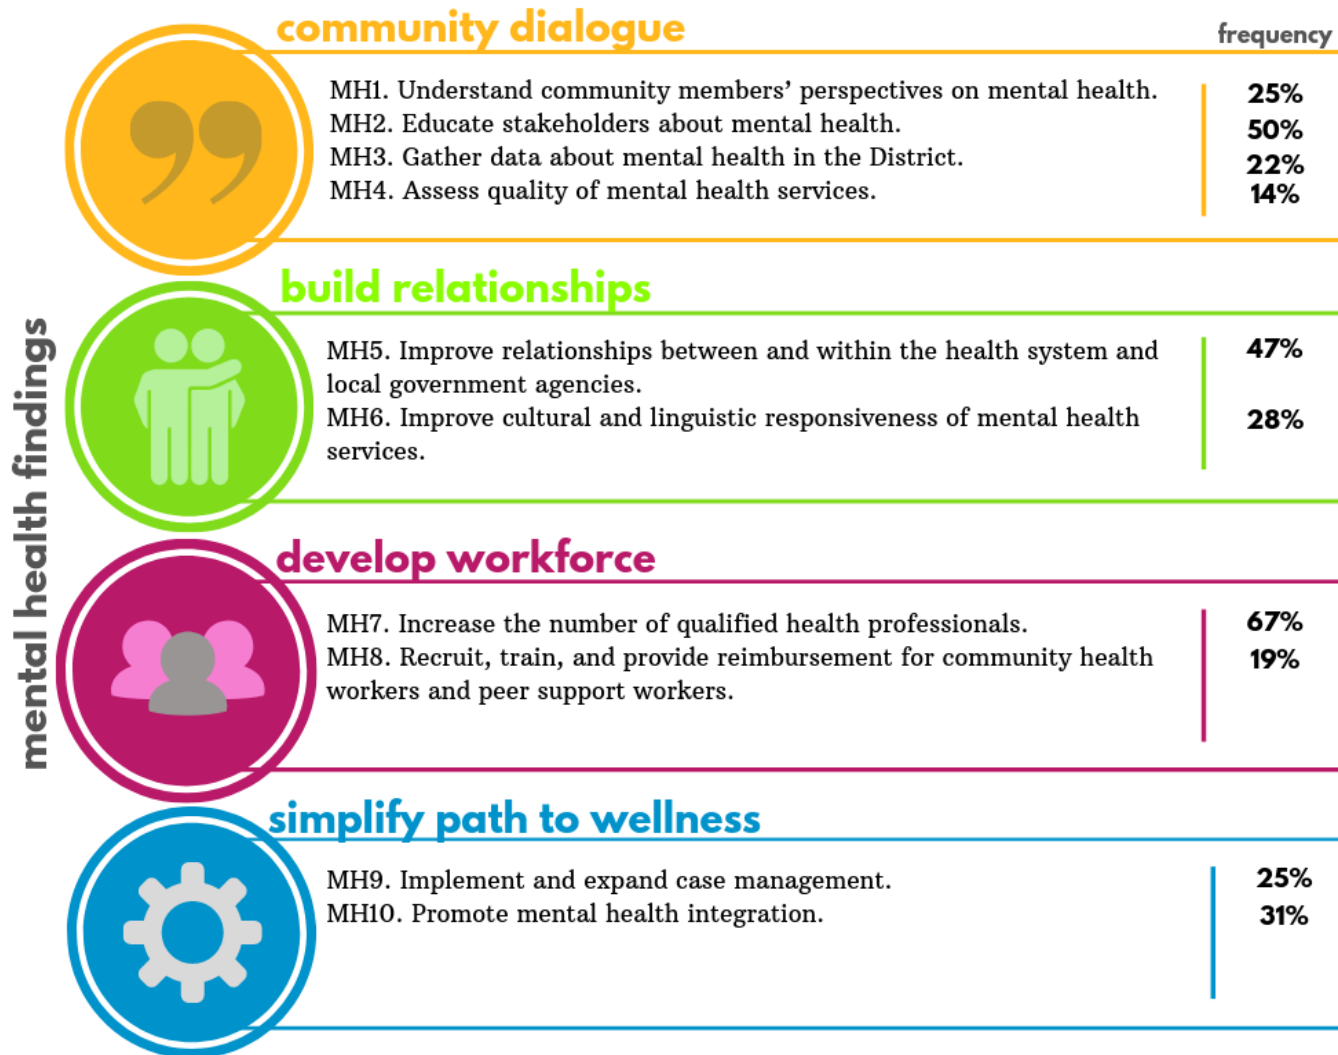 mental health findings
community dialogue
frequency
MH1. Understand community members’ perspectives on mental health. 25%
MH2. Educate stakeholders about mental health. 50%
MH3. Gather data about mental health in the District. 22%
MH4. Assess quality of mental health services. 14%
build relationships
MH5. Improve relationships between and within the health system and 47%
local government agencies.
MH6. Improve cultural and linguistic responsiveness of mental health 28%
services.
develop workforce
MH7. Increase the number of qualified health professionals. 67%
MH8. Recruit, train, and provide reimbursement for community health 19%
workers and peer support workers.
simplify path to wellness
MH9. Implement and expand case management. 25%
MH10. Promote mental health integration. 31%